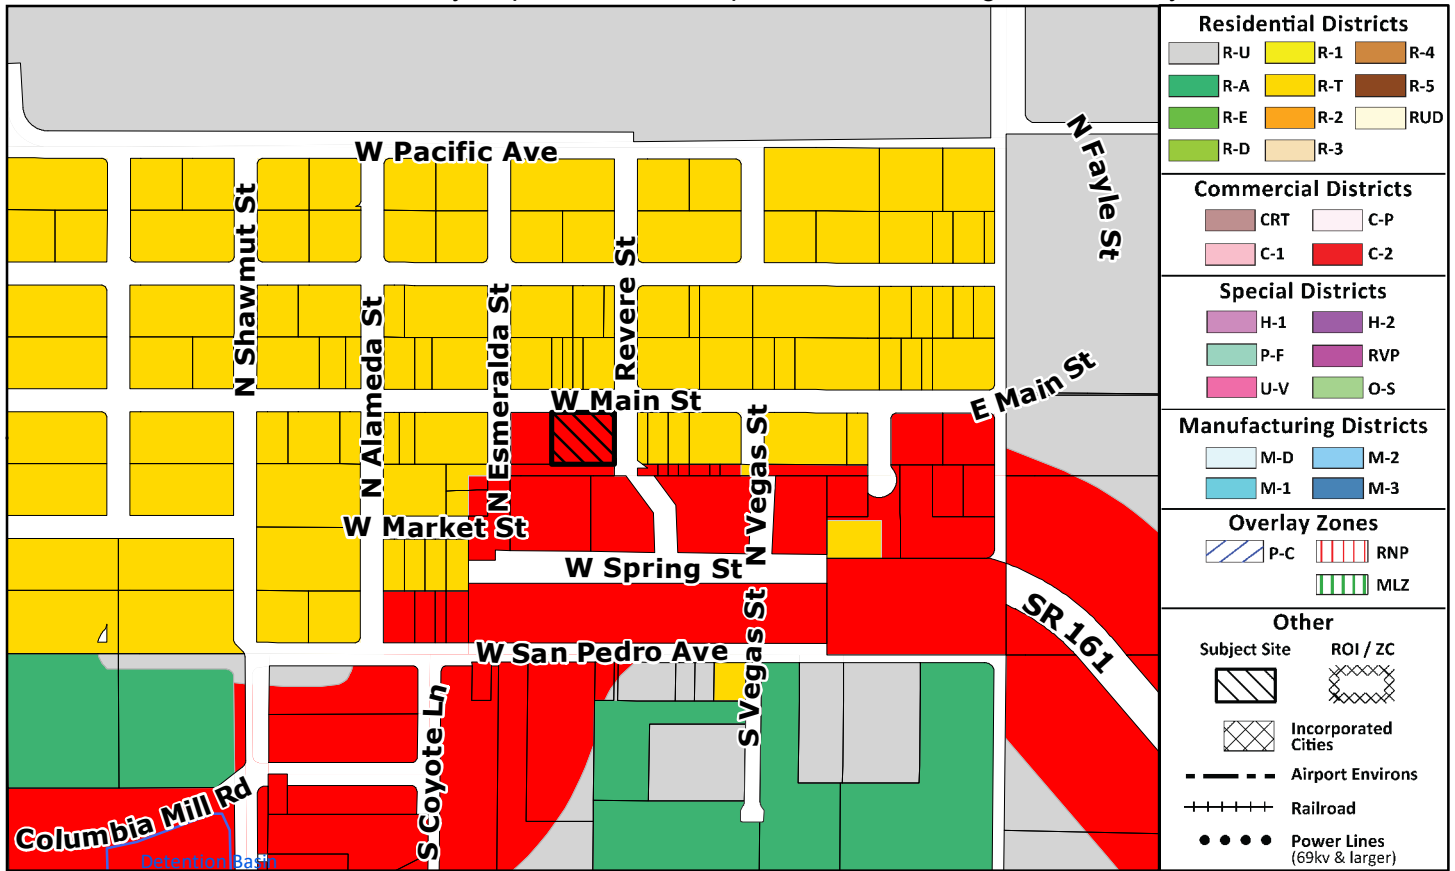 W Pacific Ave
N Fayle St
N Shawmut St
N Alameda St
N Esmeralda St
Revere St
W Main St
E Main St
N Vegas St
W Market St
W Spring St
SR 161
W San Pedro Ave
S Vegas St
S Coyote Ln
Columbia Mill Rd
Detention Basin
Residential Districts
R-U R-1 R-4
R-A R-T R-5
R-E R-2 RUD
R-D R-3
Commercial Districts
CRT C-P
C-1 C-2
Special Districts
H-1 H-2
P-F RVP
U-V O-S
Manufacturing Districts
M-D M-2
M-1 M-3
Overlay Zones
P-C RNP
MLZ
Other
Subject Site ROI / ZC
Incorporated
Cities
Airport Environs
Railroad
Power Lines
(69kv & larger)